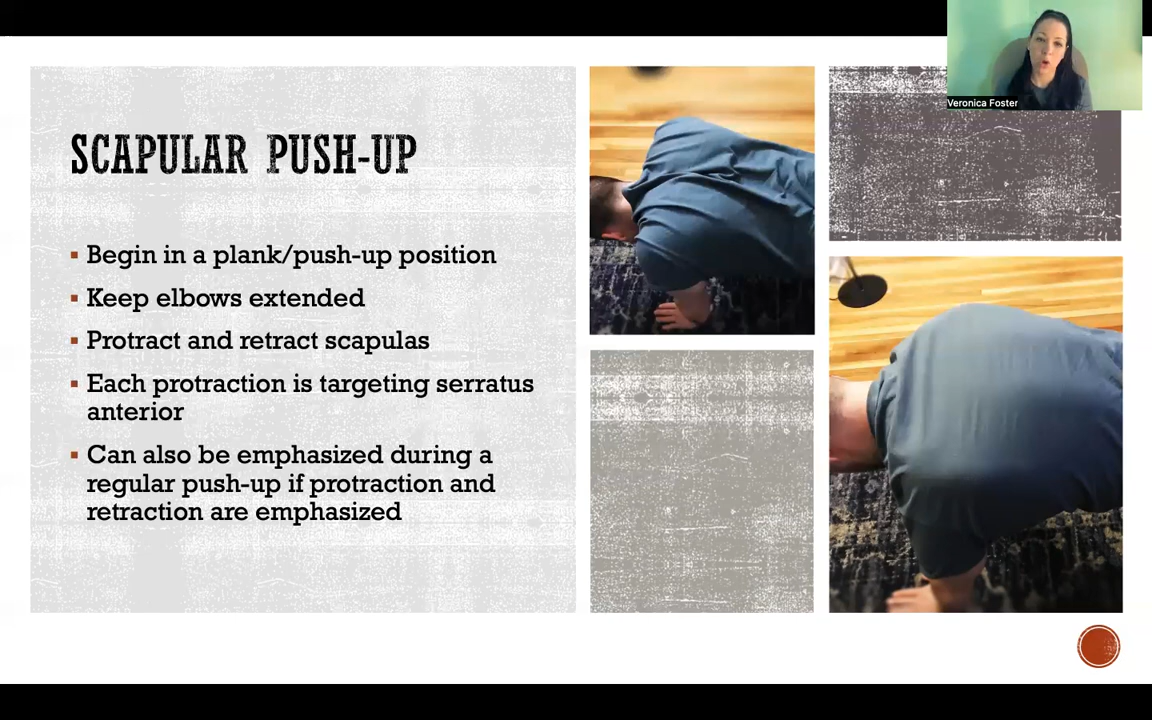 SCAPULAR PUSH-UP
Begin in a plank/push-up position
Keep elbows extended
Protract and retract scapulas
Each protraction is targeting serratus
anterior
Can also be emphasized during a
regular push-up if protraction and
retraction are emphasized
Veronica Foster